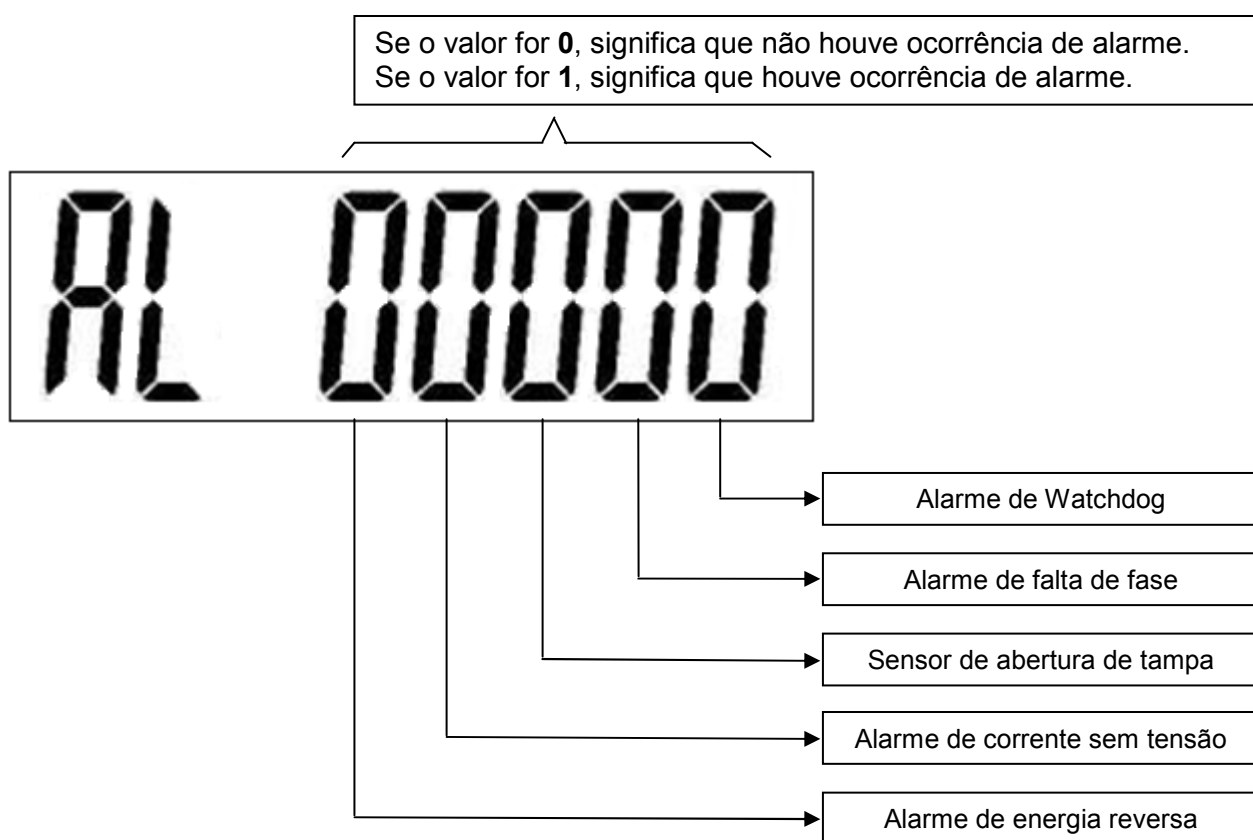 Se o valor for 0, significa que não houve ocorrência de alarme.
Se o valor for 1, significa que houve ocorrência de alarme.
AL 00000
Alarme de Watchdog
Alarme de falta de fase
Sensor de abertura de tampa
Alarme de corrente sem tensão
Alarme de energia reversa